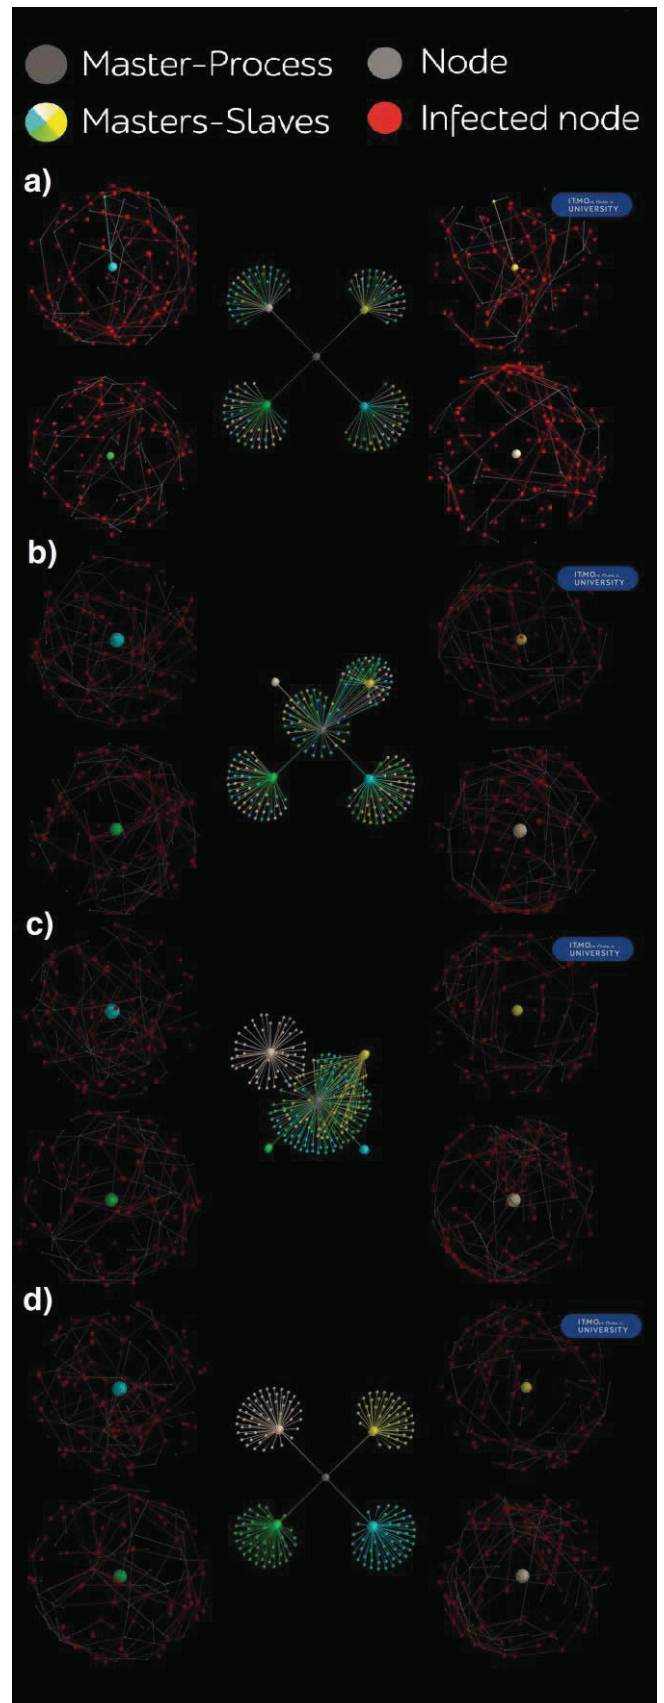 Master-Process
Node
Masters-Slaves
Infected node
a)
ITMO
UNIVERSITY
b)
ITMO
UNIVERSITY
c)
ITMO
UNIVERSITY
d)
ITMO
UNIVERSITY